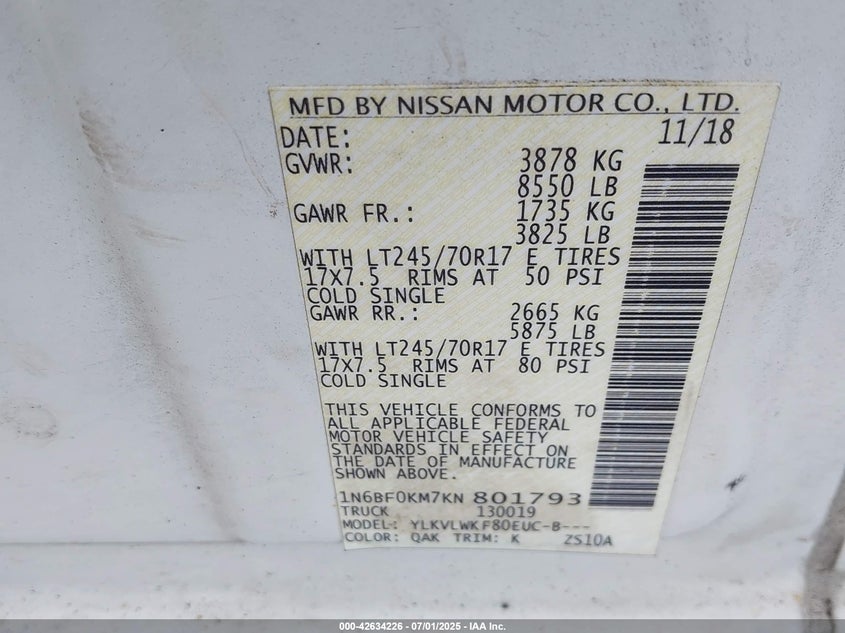 MFD BY NISSAN MOTOR CO., LTD.
DATE: 11/18
GVWR: 3878 KG
8550 LB
GAWR FR.: 1735 KG
3825 LB
WITH LT245/70R17 E TIRES
17X7.5 RIMS AT 50 PSI
COLD SINGLE
GAWR RR.: 2665 KG
5875 LB
WITH LT245/70R17 E TIRES
17X7.5 RIMS AT 80 PSI
COLD SINGLE
THIS VEHICLE CONFORMS TO
ALL APPLICABLE FEDERAL
MOTOR VEHICLE SAFETY
STANDARDS IN EFFECT ON
THE DATE OF MANUFACTURE
SHOWN ABOVE.
1N6BF0KM7KN 801793
TRUCK 130019
MODEL: YLKVLWKF80EUC-B---
COLOR: QAK TRIM: K ZS10A
000-42634226 - 07/01/2025 - IAA Inc.